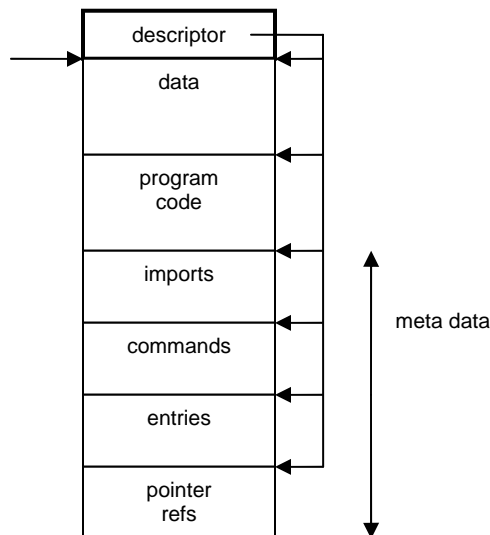 descriptor
data
program
code
imports
meta data
commands
entries
pointer
refs